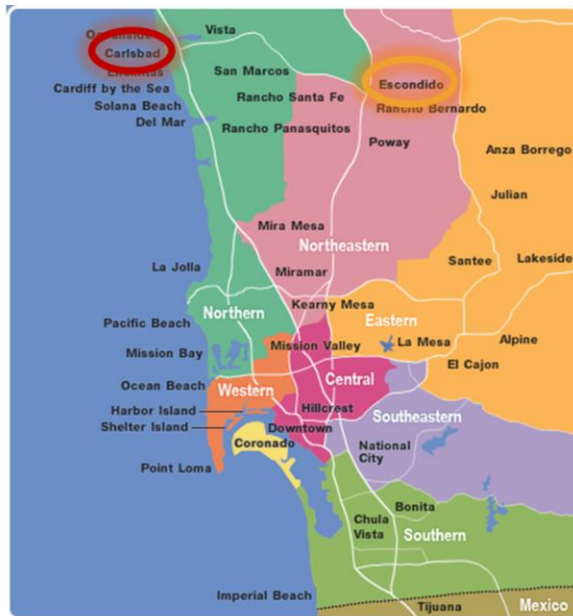 Oceanside
Vista
Carlsbad
Encinitas
San Marcos
Escondido
Cardiff by the Sea
Rancho Santa Fe
Solana Beach
Rancho Bernardo
Del Mar
Rancho Panasquitos
Poway
Anza Borrego
Julian
Mira Mesa
Northeastern
La Jolla
Miramar
Santee
Lakeside
Kearny Mesa
Northern
Eastern
Pacific Beach
Mission Valley
La Mesa
Alpine
Mission Bay
El Cajon
Ocean Beach
Western
Central
Harbor Island
Hillcrest
Southeastern
Shelter Island
Downtown
Coronado
National
City
Point Loma
Bonita
Chula
Vista
Southern
Imperial Beach
Tijuana
Mexico